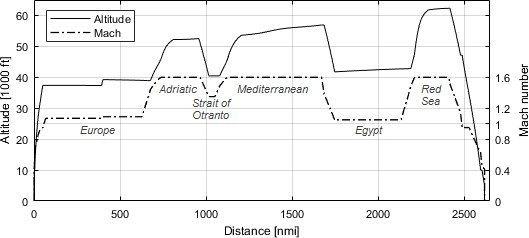 Altitude
Mach
Altitude [1000 ft]
60
50
40
30
20
10
0
Adriatic
Strait of
Otranto
Mediterranean
Europe
Egypt
Red
Sea
1.6
1.2
1
0.8
0.4
0
Mach number
0
500
1000
1500
2000
2500
Distance [nmi]